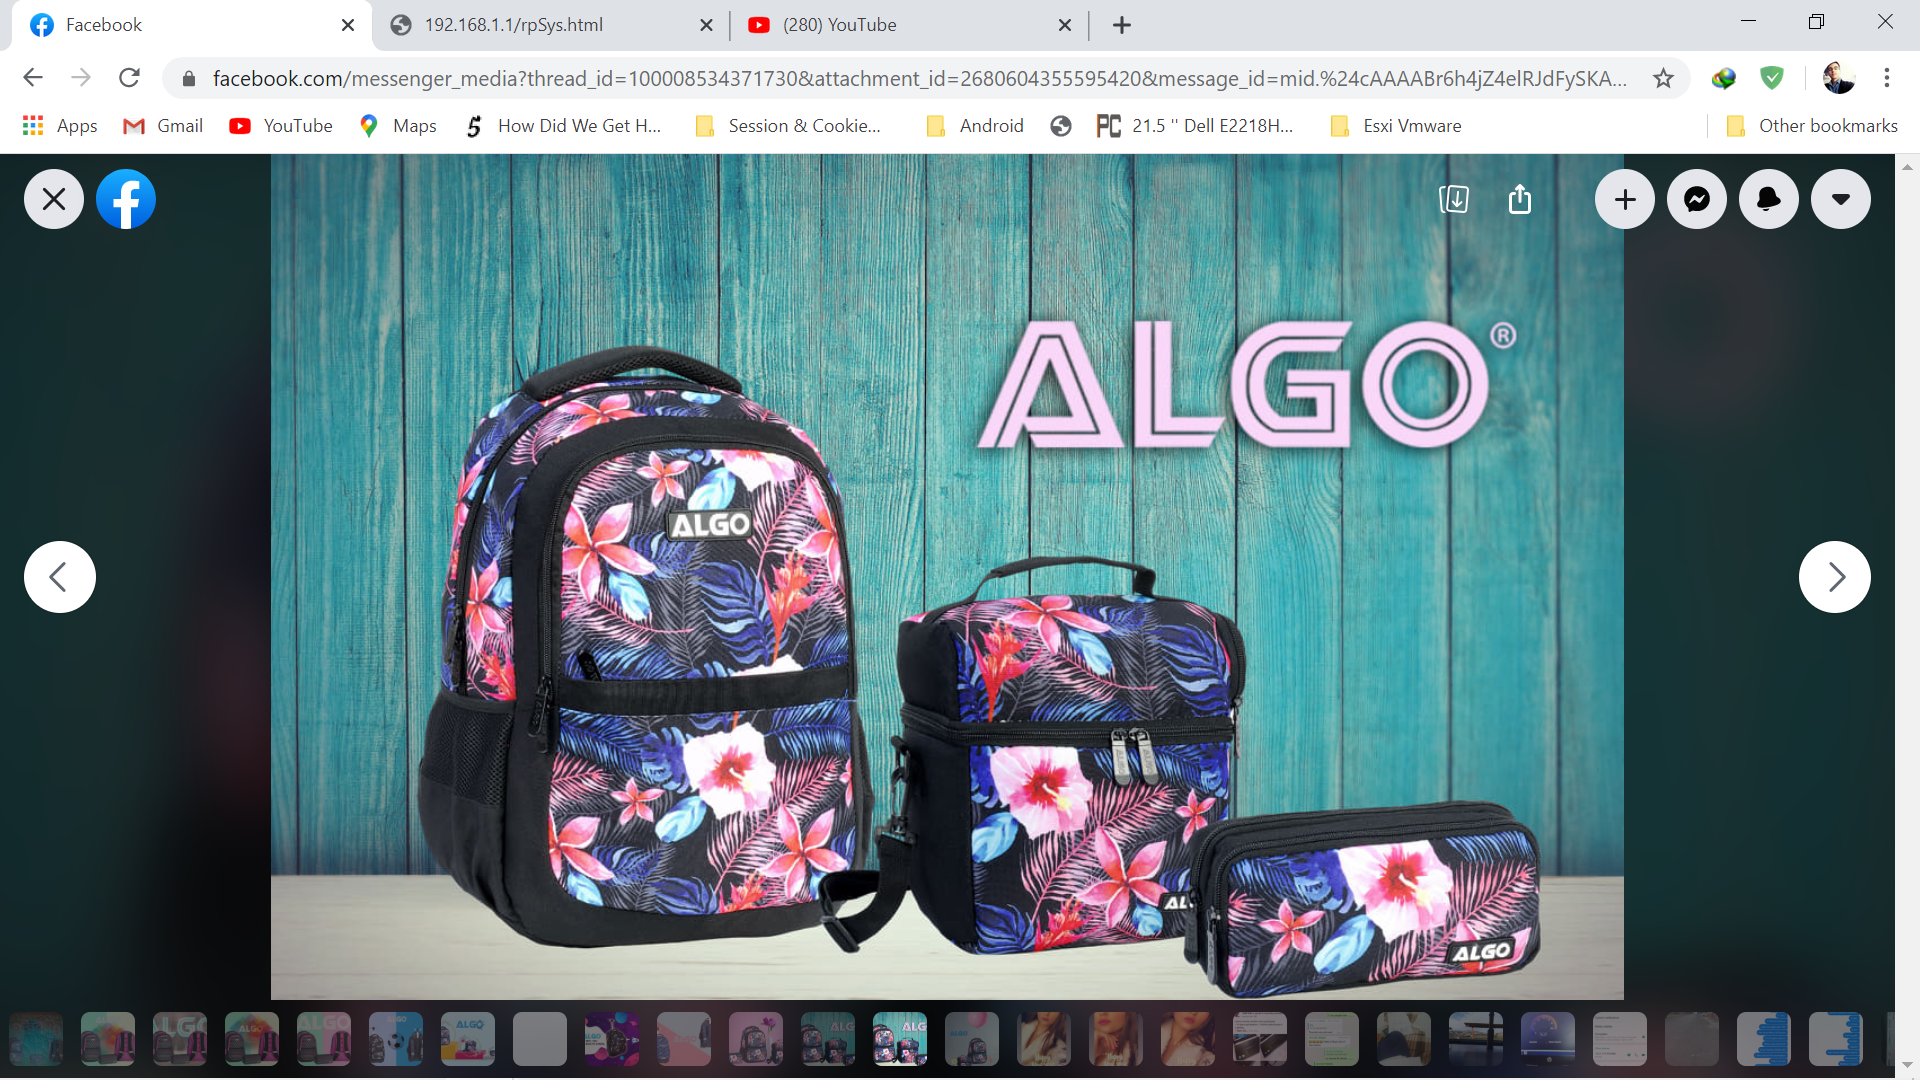 Facebook
192.168.1.1/rpSys.html
(280) YouTube
facebook.com/messenger_media?thread_id=100008534371730&attachment_id=2680604355595420&message_id=mid.%24cAAAABr6h4jZ4elRJdFySKA...
Apps
Gmail
YouTube
Maps
How Did We Get H...
Session & Cookie...
Android
21.5 '' Dell E2218H...
Esxi Vmware
Other bookmarks
ALGO®
ALGO
ALGO